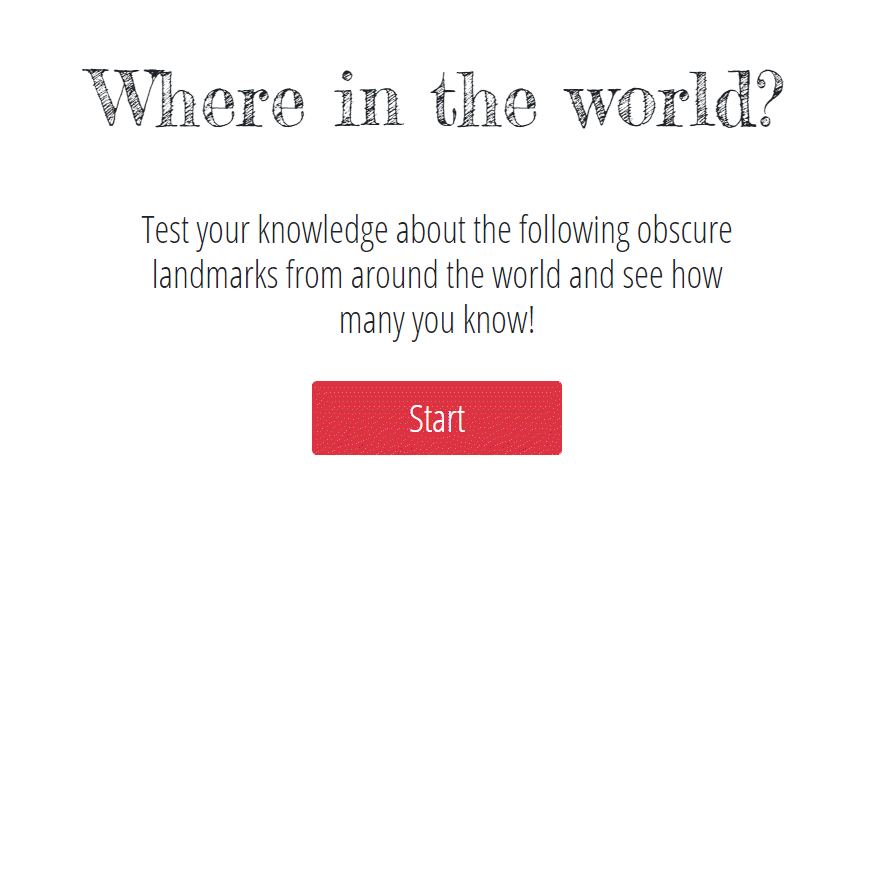 Where in the world?
Test your knowledge about the following obscure
landmarks from around the world and see how
many you know!
Start